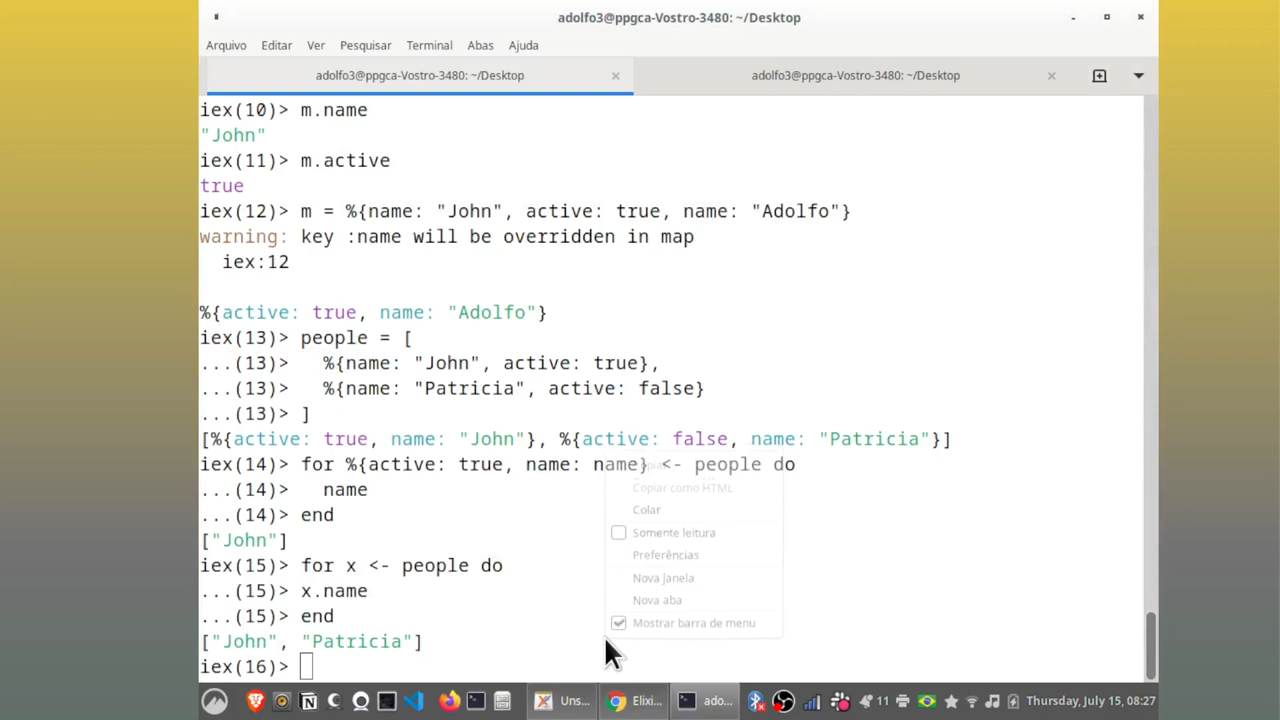 adolfo3@ppgca-Vostro-3480: ~/Desktop
Arquivo Editar Ver Pesquisar Terminal Abas Ajuda
adolfo3@ppgca-Vostro-3480: ~/Desktop adolfo3@ppgca-Vostro-3480: ~/Desktop
iex(10)> m.name
"John"
iex(11)> m.active
true
iex(12)> m = %{name: "John", active: true, name: "Adolfo"}
warning: key :name will be overridden in map
iex:12
%{active: true, name: "Adolfo"}
iex(13)> people = [
...(13)> %{name: "John", active: true},
...(13)> %{name: "Patricia", active: false}
...(13)> ]
[%{active: true, name: "John"}, %{active: false, name: "Patricia"}]
iex(14)> for %{active: true, name: name} <- people do
Copiar como HTML
...(14)> name
Colar
...(14)> end
Somente leitura
["John"]
Preferências
iex(15)> for x <- people do
Nova Janela
...(15)> x.name
Nova aba
...(15)> end
Mostrar barra de menu
["John", "Patricia"]
iex(16)>
Uns... Elixi... ado... 11 Thursday, July 15, 08:27